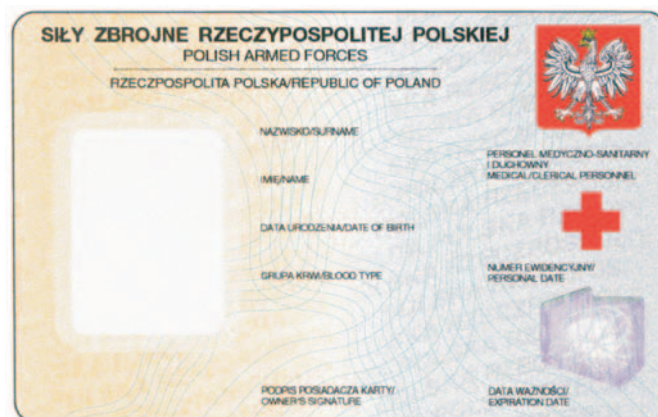 SIŁY ZBROJNE RZECZYPOSPOLITEJ POLSKIEJ
POLISH ARMED FORCES
RZECZPOSPOLITA POLSKA/REPUBLIC OF POLAND
NAZWISKO/SURNAME
IMIĘ/NAME
DATA URODZENIA/DATE OF BIRTH
GRUPA KRWI/BLOOD TYPE
PODPIS POSIADACZA KARTY/
OWNER'S SIGNATURE
PERSONEL MEDYCZNO-SANITARNY
I DUCHOWNY
MEDICAL/CLERICAL PERSONNEL
NUMER EWIDENCYJNY/
PERSONAL DATE
DATA WAŻNOŚCI/
EXPIRATION DATE